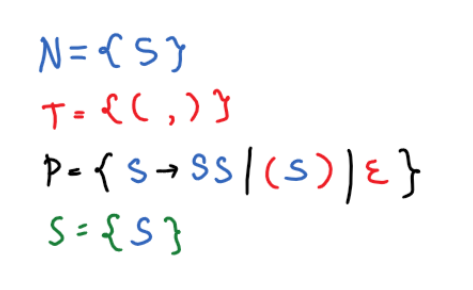 N = { S }
T = { ( , ) }
P = { S → SS | (S) | ε }
S = { S }